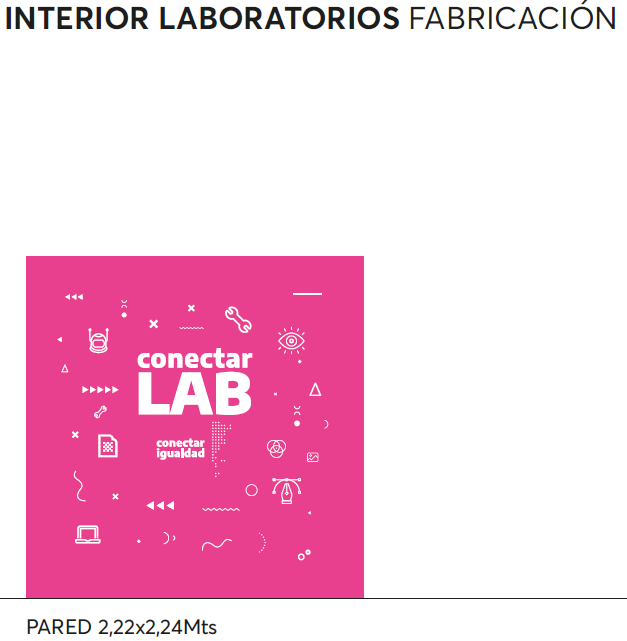 INTERIOR LABORATORIOS FABRICACIÓN
conectar
LAB
conectar
igualdad
PARED 2,22x2,24Mts